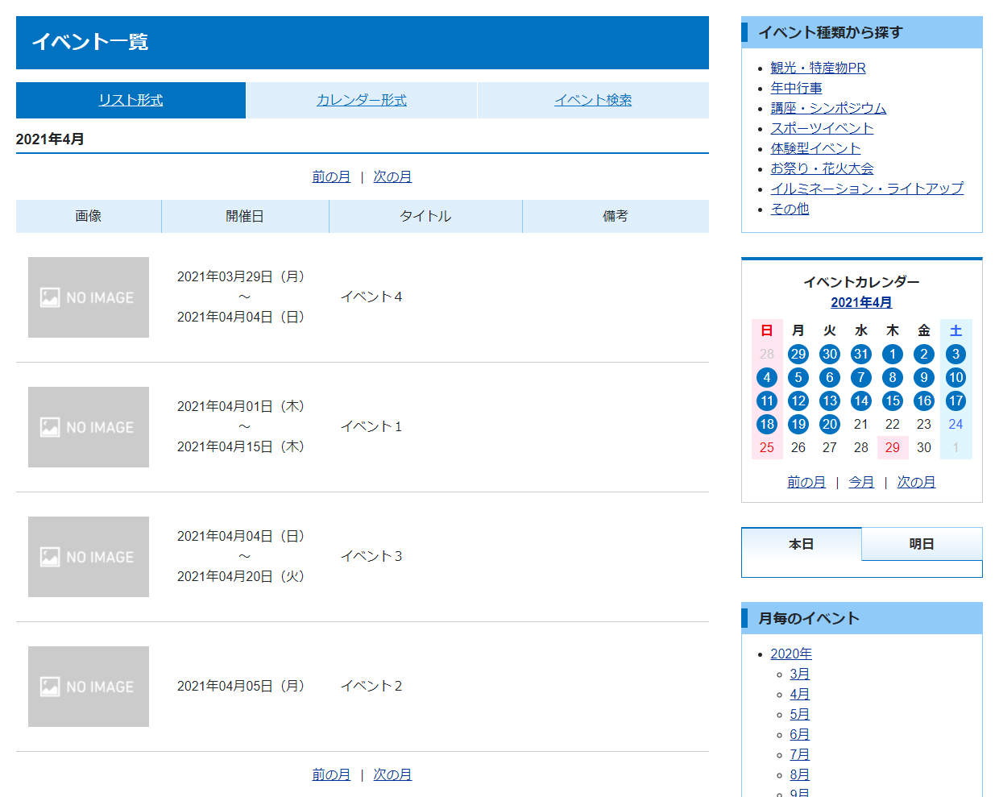 イベント一覧
リスト形式 カレンダー形式 イベント検索
2021年4月
前の月 | 次の月
画像 開催日 タイトル 備考
NO IMAGE
2021年03月29日（月）
～
2021年04月04日（日）
イベント４
NO IMAGE
2021年04月01日（木）
～
2021年04月15日（木）
イベント１
NO IMAGE
2021年04月04日（日）
～
2021年04月20日（火）
イベント３
NO IMAGE
2021年04月05日（月）
イベント２
前の月 | 次の月
イベント種類から探す
観光・特産物PR
年中行事
講座・シンポジウム
スポーツイベント
体験型イベント
お祭り・花火大会
イルミネーション・ライトアップ
その他
イベントカレンダー
2021年4月
日 月 火 水 木 金 土
28 29 30 31 1 2 3
4 5 6 7 8 9 10
11 12 13 14 15 16 17
18 19 20 21 22 23 24
25 26 27 28 29 30 1
前の月 | 今月 | 次の月
本日 明日
月毎のイベント
2020年
3月
4月
5月
6月
7月
8月
9月